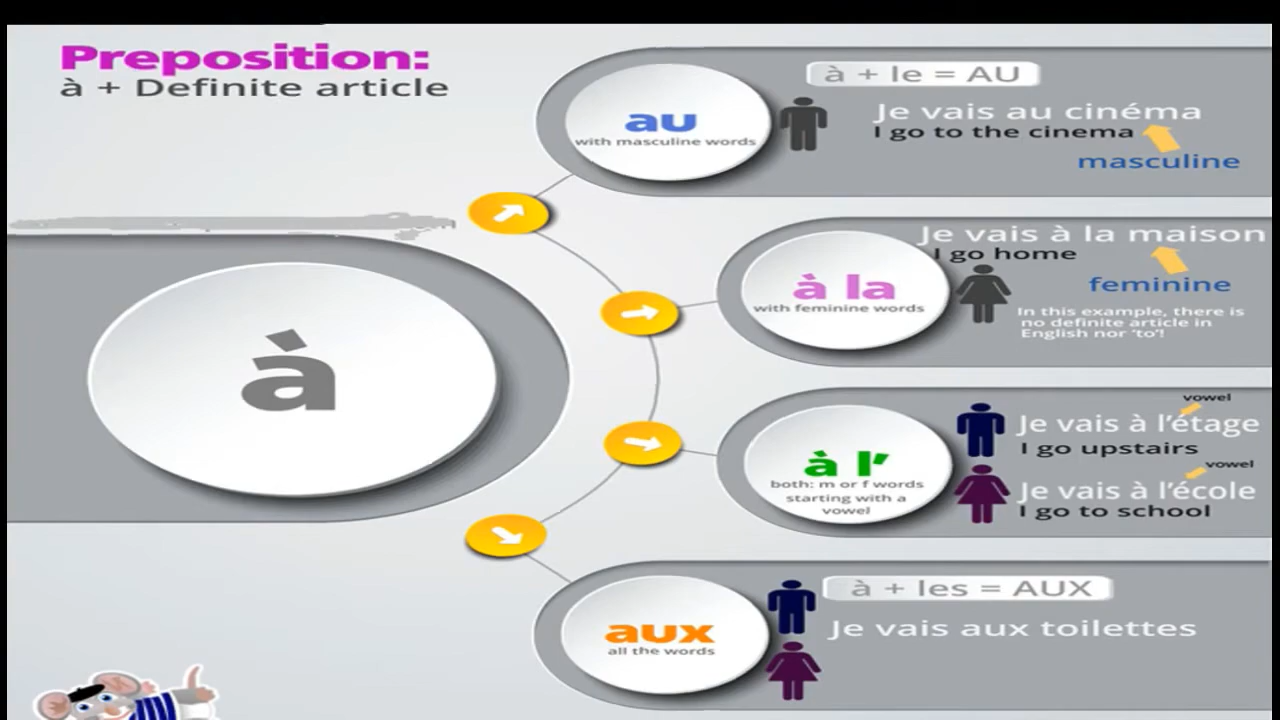 Preposition:
à + Definite article
à
au
with masculine words
à + le = AU
Je vais au cinéma
I go to the cinema
masculine
à la
with feminine words
Je vais à la maison
I go home
feminine
In this example, there is
no definite article in
English nor 'to'!
à l'
both: m or f words
starting with a
vowel
vowel
Je vais à l'étage
I go upstairs
vowel
Je vais à l'école
I go to school
aux
all the words
à + les = AUX
Je vais aux toilettes